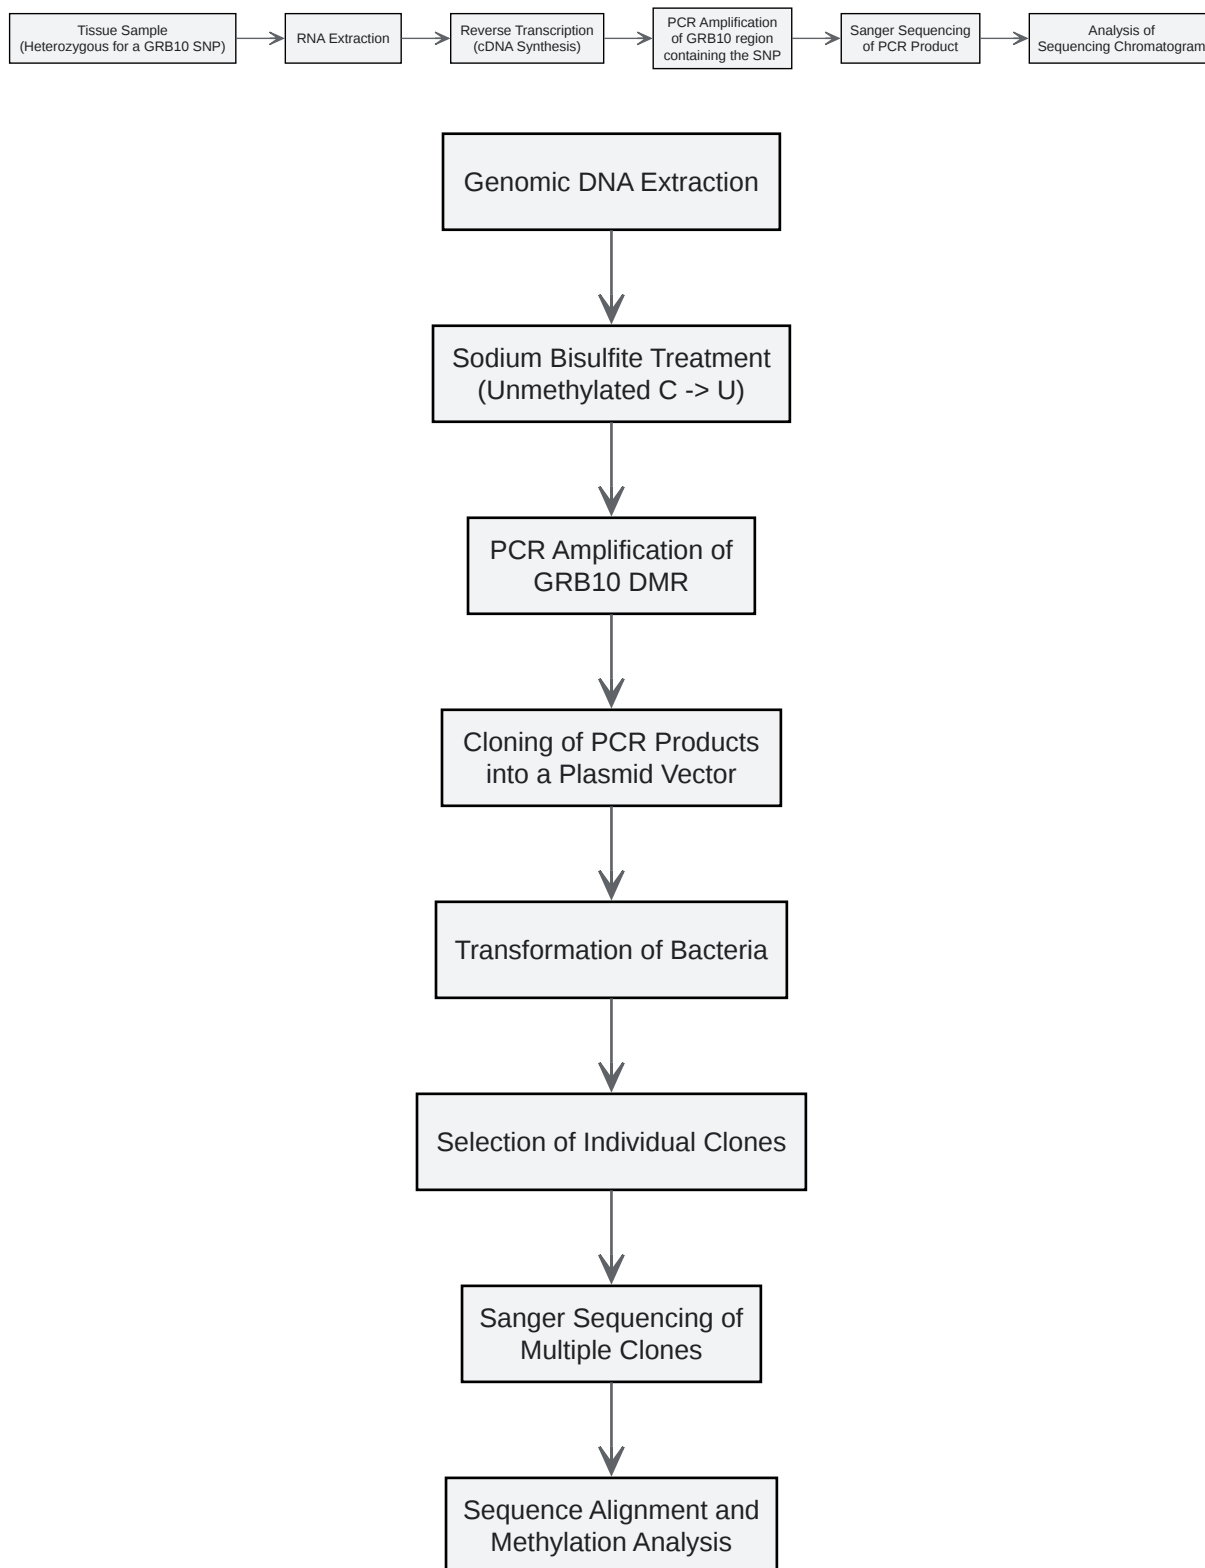 Tissue Sample
(Heterozygous for a GRB10 SNP)
RNA Extraction
Reverse Transcription
(cDNA Synthesis)
PCR Amplification
of GRB10 region
containing the SNP
Sanger Sequencing
of PCR Product
Analysis of
Sequencing Chromatogram
Genomic DNA Extraction
Sodium Bisulfite Treatment
(Unmethylated C -> U)
PCR Amplification of
GRB10 DMR
Cloning of PCR Products
into a Plasmid Vector
Transformation of Bacteria
Selection of Individual Clones
Sanger Sequencing of
Multiple Clones
Sequence Alignment and
Methylation Analysis